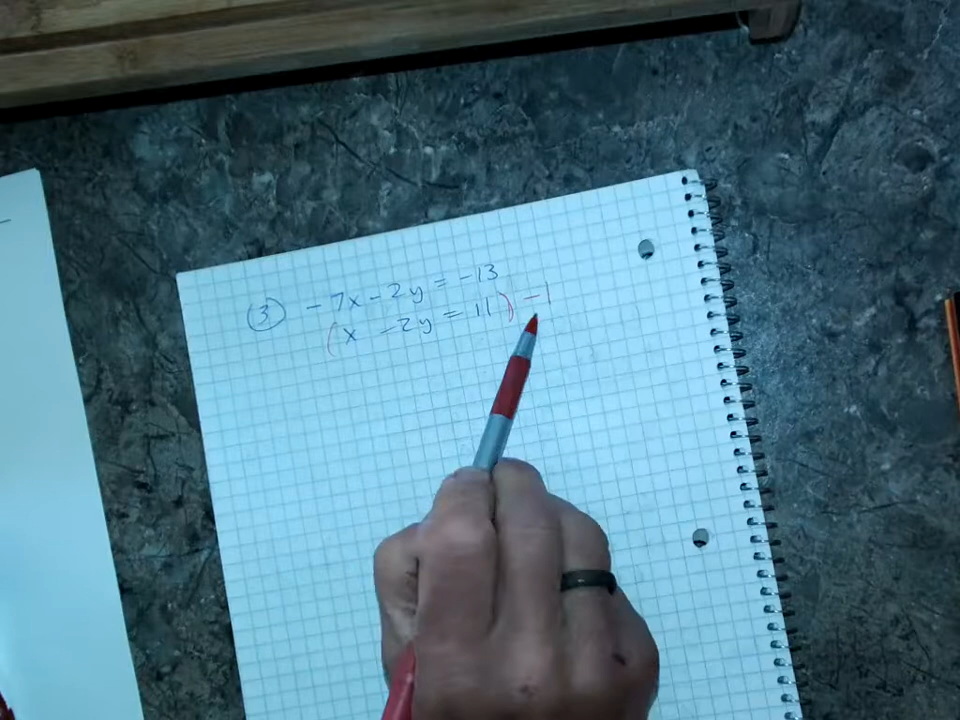 ③ -7x - 2y = -13
(x - 2y = 11) -1